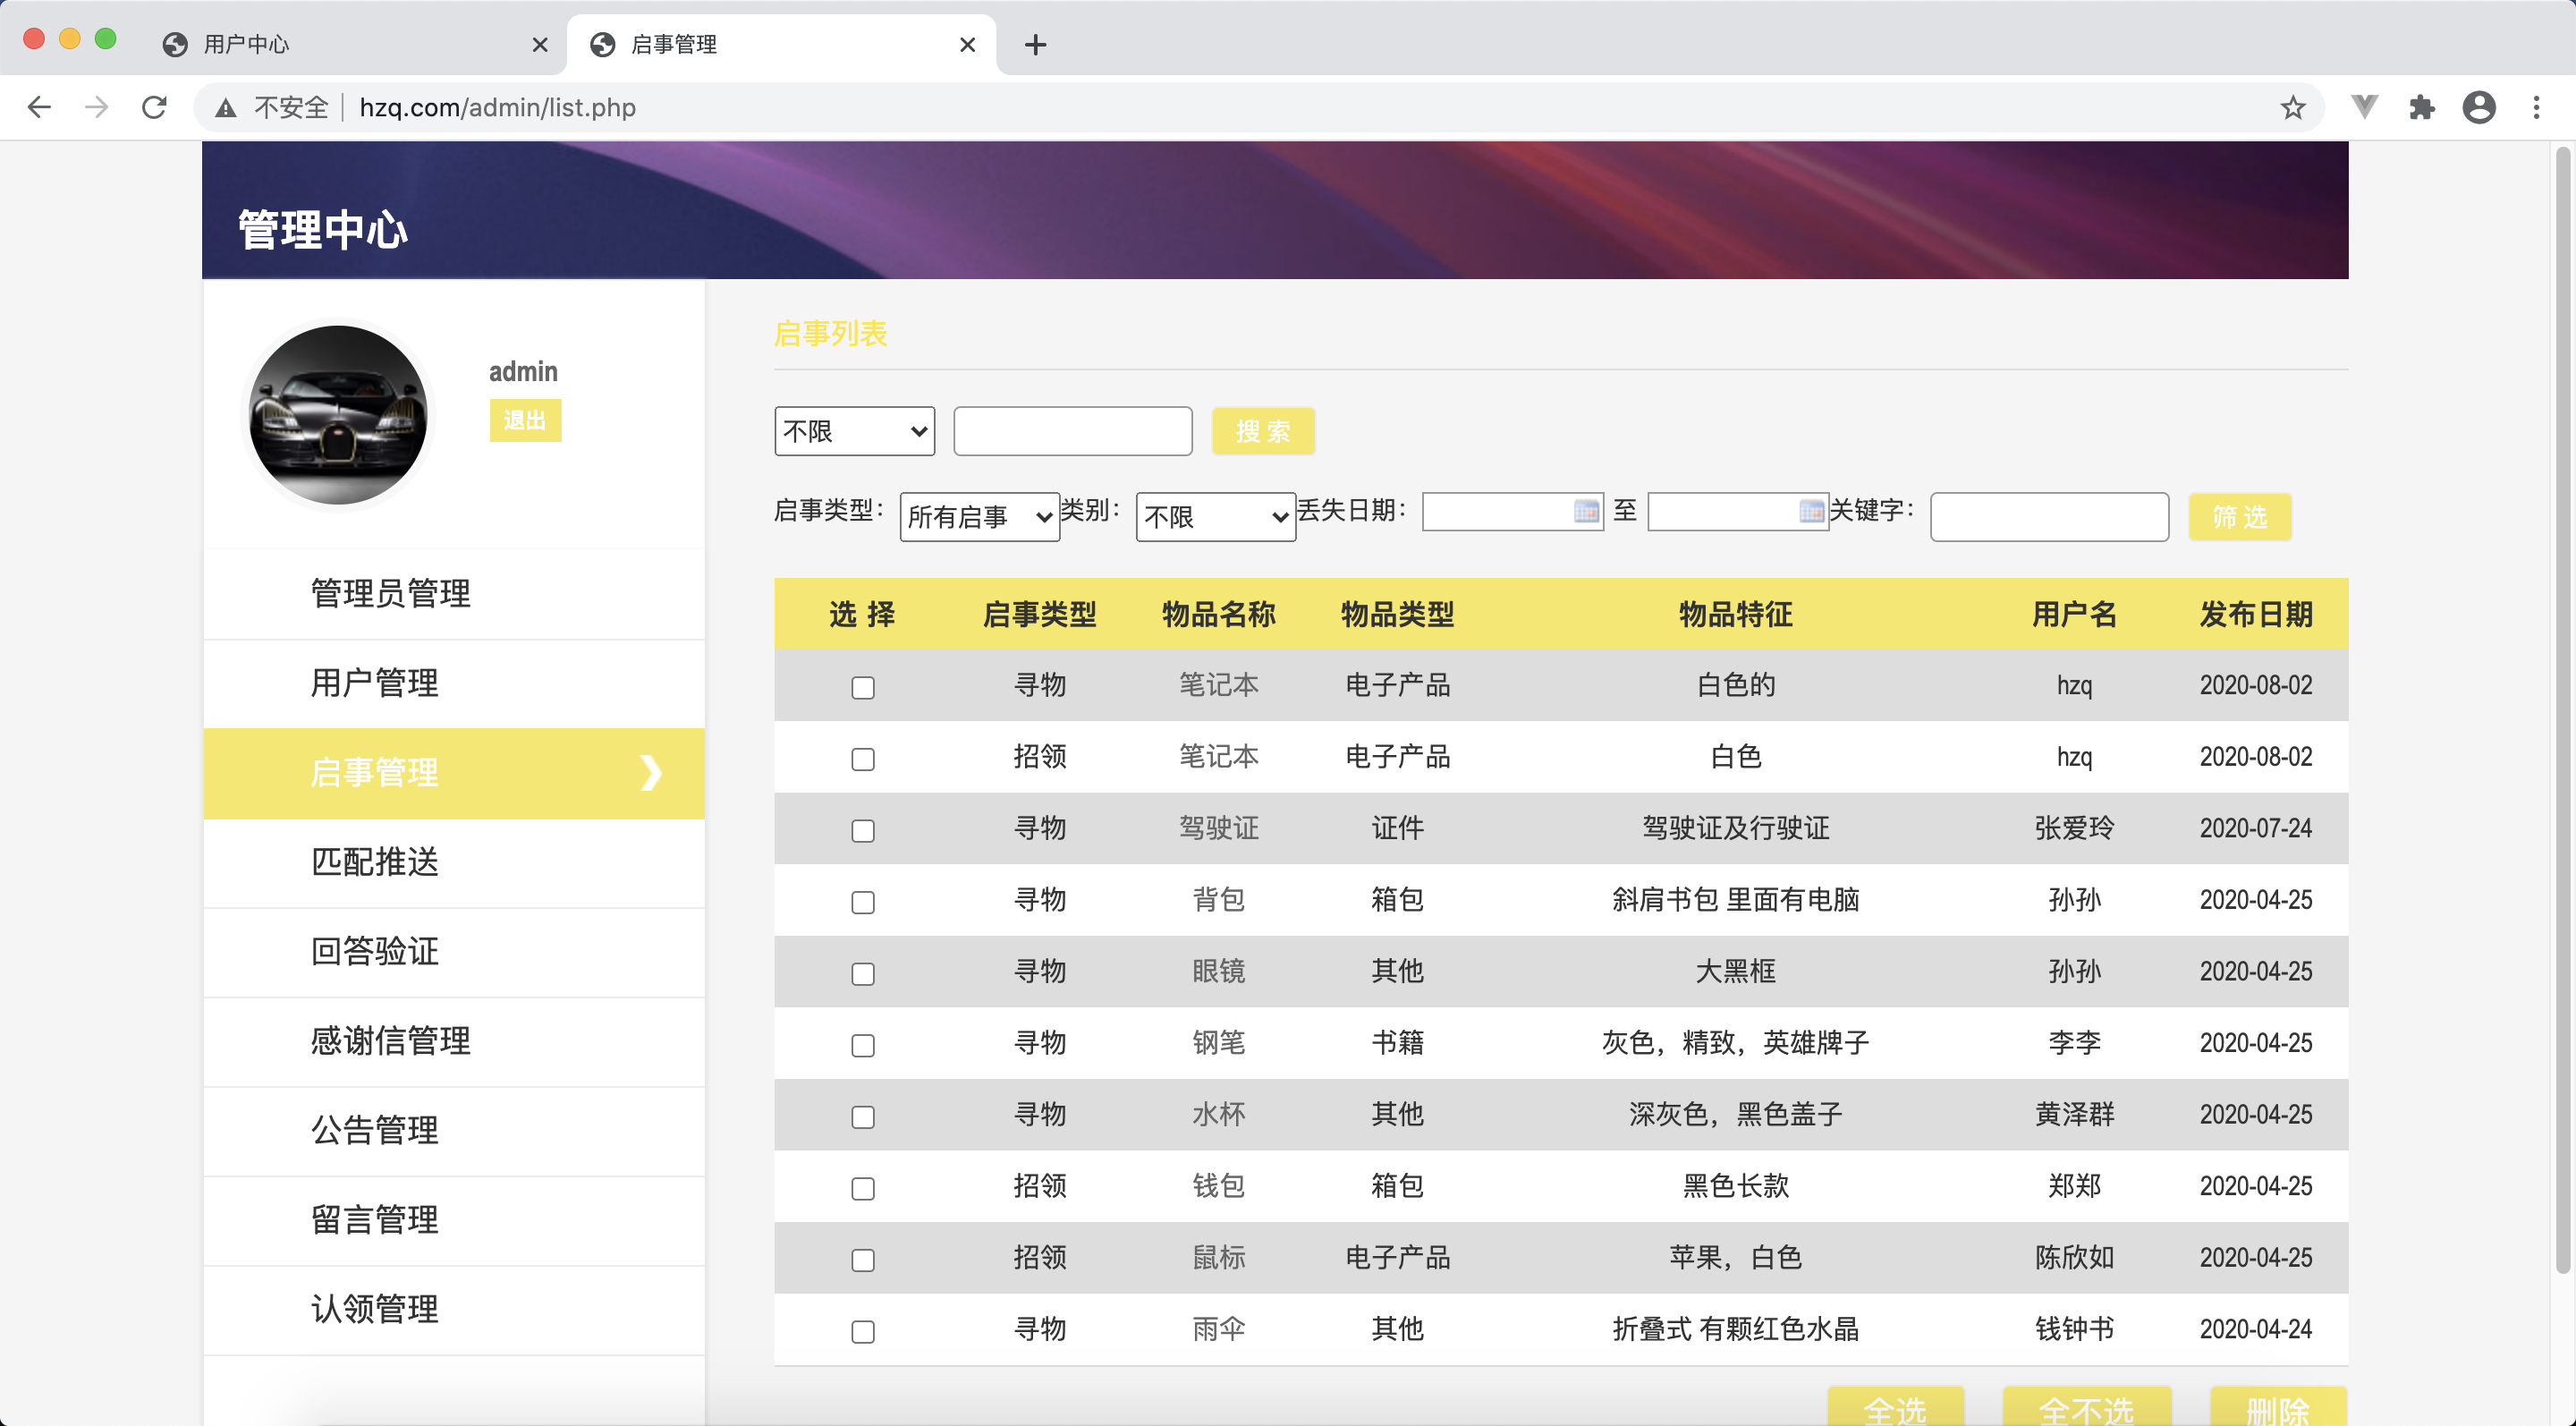 用户中心
启事管理
不安全 hzq.com/admin/list.php
管理中心
admin
退出
管理员管理
用户管理
启事管理
匹配推送
回答验证
感谢信管理
公告管理
留言管理
认领管理
启事列表
不限 搜 索
启事类型： 所有启事 类别： 不限 丢失日期： 至 关键字： 筛 选
选 择 启事类型 物品名称 物品类型 物品特征 用户名 发布日期
寻物 笔记本 电子产品 白色的 hzq 2020-08-02
招领 笔记本 电子产品 白色 hzq 2020-08-02
寻物 驾驶证 证件 驾驶证及行驶证 张爱玲 2020-07-24
寻物 背包 箱包 斜肩书包 里面有电脑 孙孙 2020-04-25
寻物 眼镜 其他 大黑框 孙孙 2020-04-25
寻物 钢笔 书籍 灰色，精致，英雄牌子 李李 2020-04-25
寻物 水杯 其他 深灰色，黑色盖子 黄泽群 2020-04-25
招领 钱包 箱包 黑色长款 郑郑 2020-04-25
招领 鼠标 电子产品 苹果，白色 陈欣如 2020-04-25
寻物 雨伞 其他 折叠式 有颗红色水晶 钱钟书 2020-04-24
全选 全不选 删除